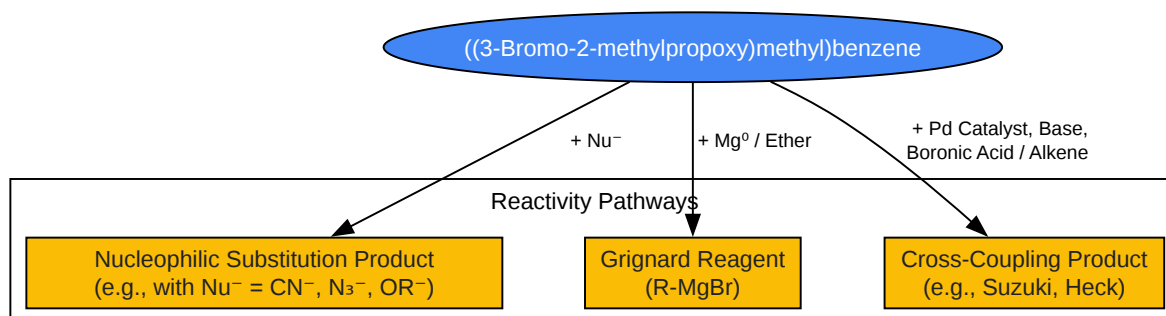 ((3-Bromo-2-methylpropoxy)methyl)benzene
+ Nu⁻
+ Mg⁰ / Ether
+ Pd Catalyst, Base,
Boronic Acid / Alkene
Reactivity Pathways
Nucleophilic Substitution Product
(e.g., with Nu⁻ = CN⁻, N₃⁻, OR⁻)
Grignard Reagent
(R-MgBr)
Cross-Coupling Product
(e.g., Suzuki, Heck)